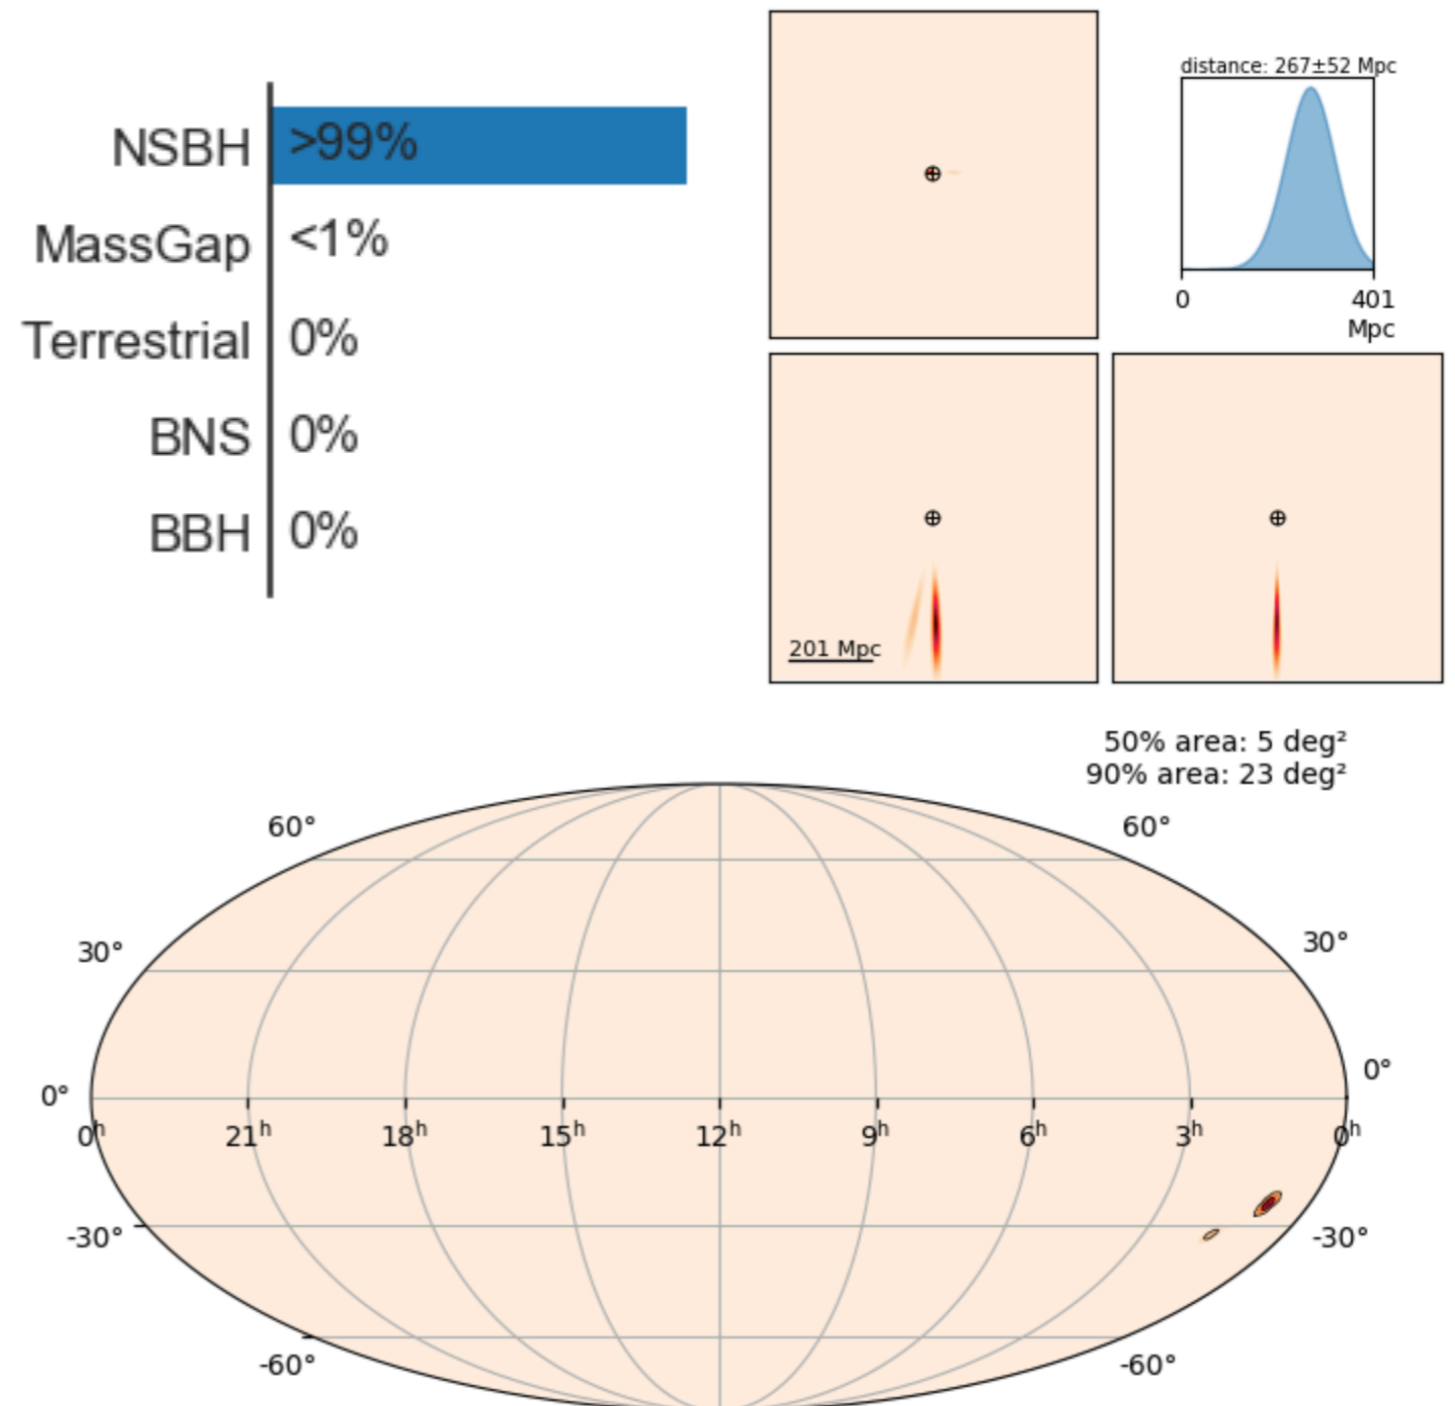 NSBH >99%
MassGap <1%
Terrestrial 0%
BNS 0%
BBH 0%
distance: 267±52 Mpc
0 401
Mpc
201 Mpc
50% area: 5 deg²
90% area: 23 deg²
60° 60°
30° 30°
0° 0°
0ʰ 21ʰ 18ʰ 15ʰ 12ʰ 9ʰ 6ʰ 3ʰ 0ʰ
-30° -30°
-60° -60°